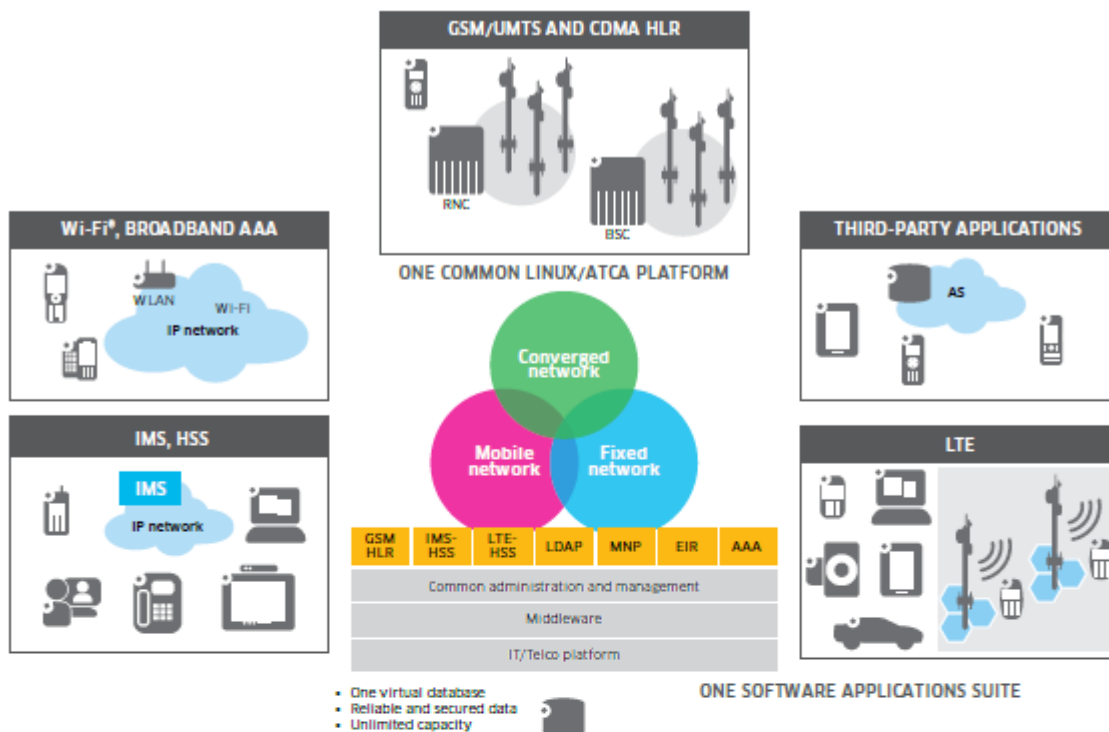 GSM/UMTS AND CDMA HLR
RNC
BSC
Wi-Fi®, BROADBAND AAA
WLAN
WI-FI
IP network
ONE COMMON LINUX/ATCA PLATFORM
THIRD-PARTY APPLICATIONS
AS
Converged
network
Mobile
network
Fixed
network
IMS, HSS
IMS
IP network
LTE
GSM
HLR
IMS-
HSS
LTE-
HSS
LDAP
MNP
EIR
AAA
Common administration and management
Middleware
IT/Telco platform
• One virtual database
• Reliable and secured data
• Unlimited capacity
ONE SOFTWARE APPLICATIONS SUITE